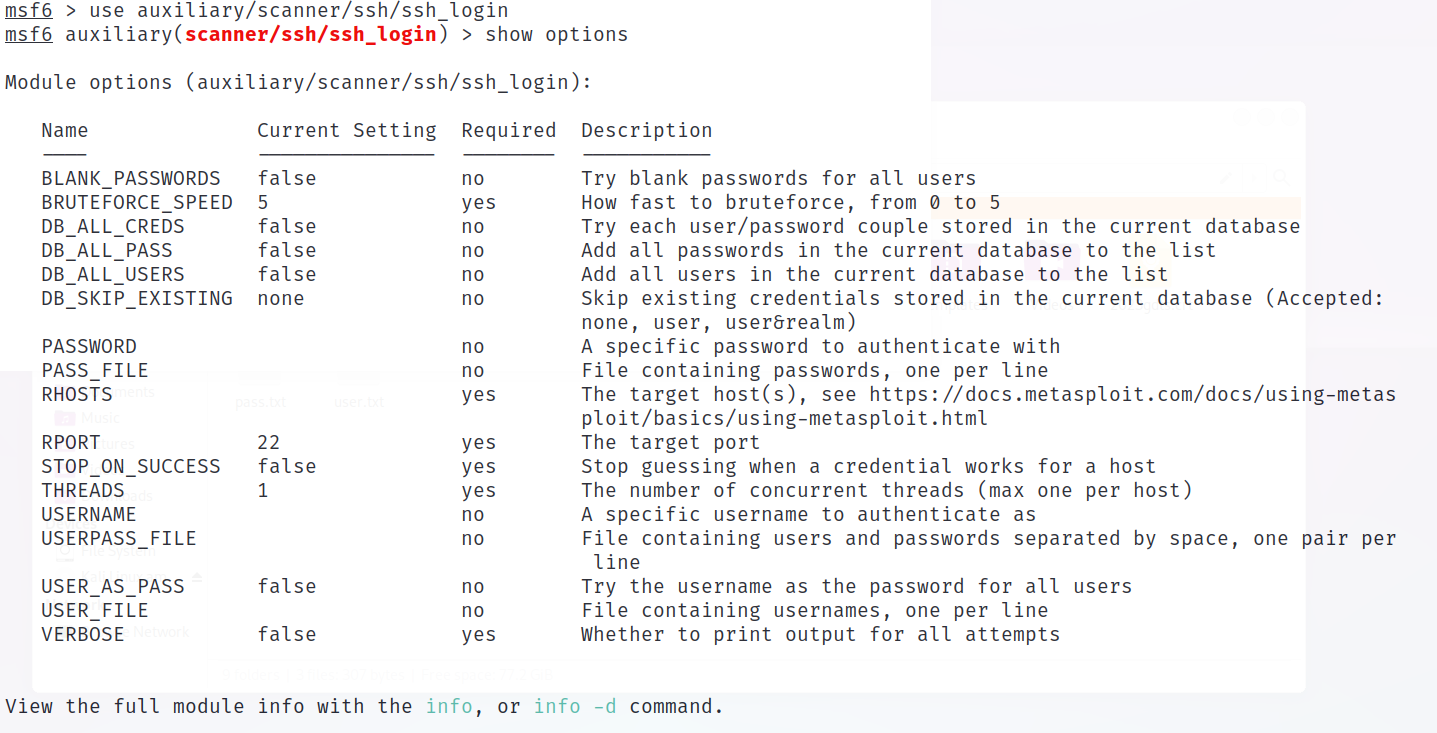 msf6 > use auxiliary/scanner/ssh/ssh_login
msf6 auxiliary(scanner/ssh/ssh_login) > show options
Module options (auxiliary/scanner/ssh/ssh_login):
Name Current Setting Required Description
BLANK_PASSWORDS false no Try blank passwords for all users
BRUTEFORCE_SPEED 5 yes How fast to bruteforce, from 0 to 5
DB_ALL_CREDS false no Try each user/password couple stored in the current database
DB_ALL_PASS false no Add all passwords in the current database to the list
DB_ALL_USERS false no Add all users in the current database to the list
DB_SKIP_EXISTING none no Skip existing credentials stored in the current database (Accepted:
none, user, user&realm)
PASSWORD no A specific password to authenticate with
PASS_FILE no File containing passwords, one per line
RHOSTS yes The target host(s), see https://docs.metasploit.com/docs/using-metas
pass.txt user.txt
ploit/basics/using-metasploit.html
Music
RPORT 22 yes The target port
STOP_ON_SUCCESS false yes Stop guessing when a credential works for a host
THREADS 1 yes The number of concurrent threads (max one per host)
USERNAME no A specific username to authenticate as
USERPASS_FILE no File containing users and passwords separated by space, one pair per
line
USER_AS_PASS false no Try the username as the password for all users
USER_FILE no File containing usernames, one per line
VERBOSE false yes Whether to print output for all attempts
Network
View the full module info with the info, or info -d command.